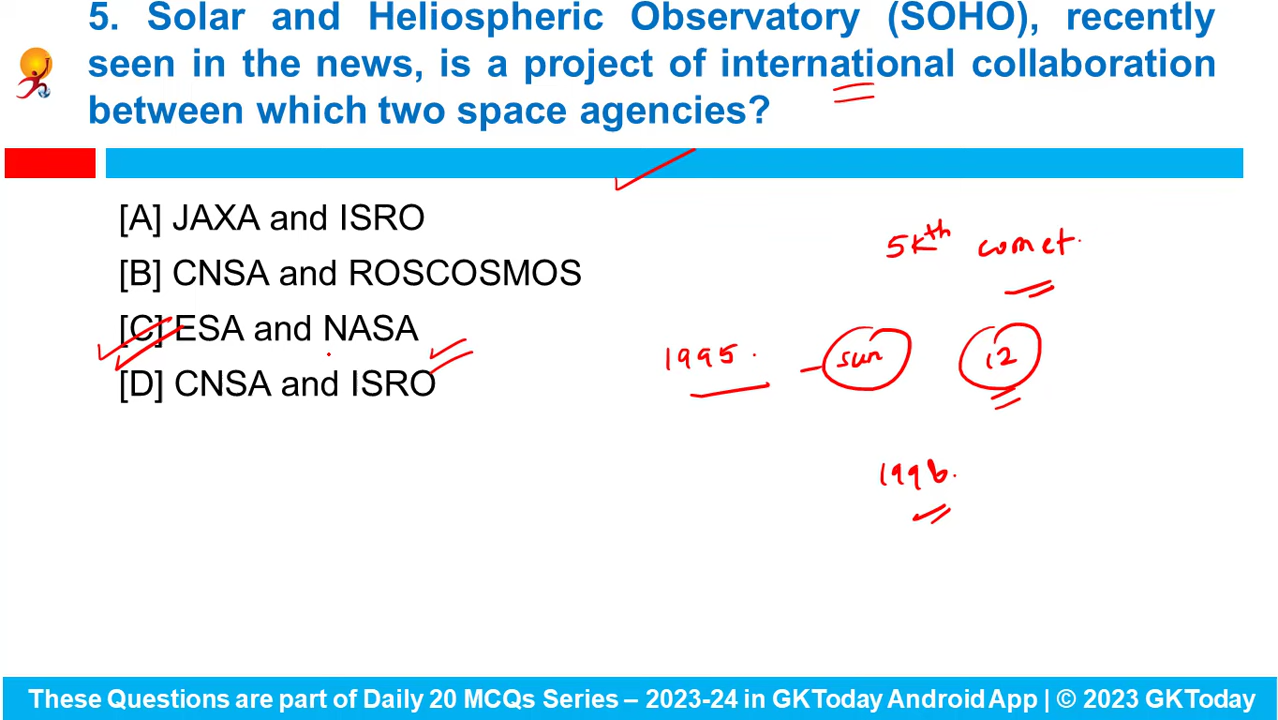 5. Solar and Heliospheric Observatory (SOHO), recently
seen in the news, is a project of international collaboration
between which two space agencies?
[A] JAXA and ISRO
[B] CNSA and ROSCOSMOS
[C] ESA and NASA
[D] CNSA and ISRO
5Kth comet.
1995.
sun
12
1996.
These Questions are part of Daily 20 MCQs Series – 2023-24 in GKToday Android App | © 2023 GKToday